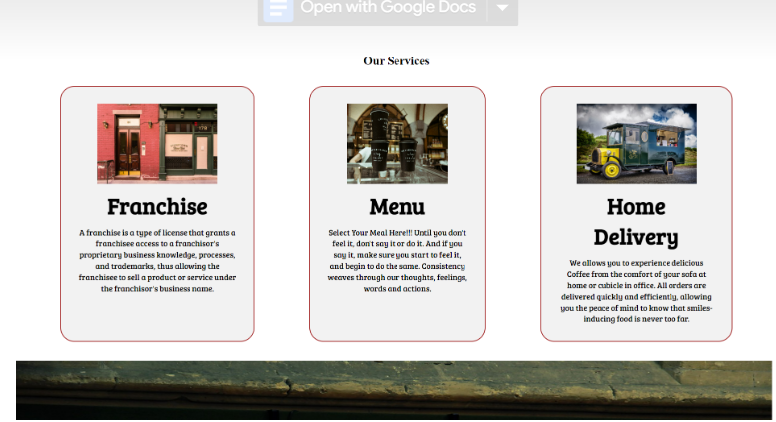 Open with Google Docs
Our Services
Franchise
A franchise is a type of license that grants a
franchisee access to a franchisor's
proprietary business knowledge, processes,
and trademarks, thus allowing the
franchisee to sell a product or service under
the franchisor's business name.
Menu
Select Your Meal Here!!! Until you don't
feel it, don't say it or do it. And if you
say it, make sure you start to feel it,
and begin to do the same. Consistency
weaves through our thoughts, feelings,
words and actions.
Home
Delivery
We allows you to experience delicious
Coffee from the comfort of your sofa at
home or cubicle in office. All orders are
delivered quickly and efficiently, allowing
you the peace of mind to know that smiles-
inducing food is never too far.